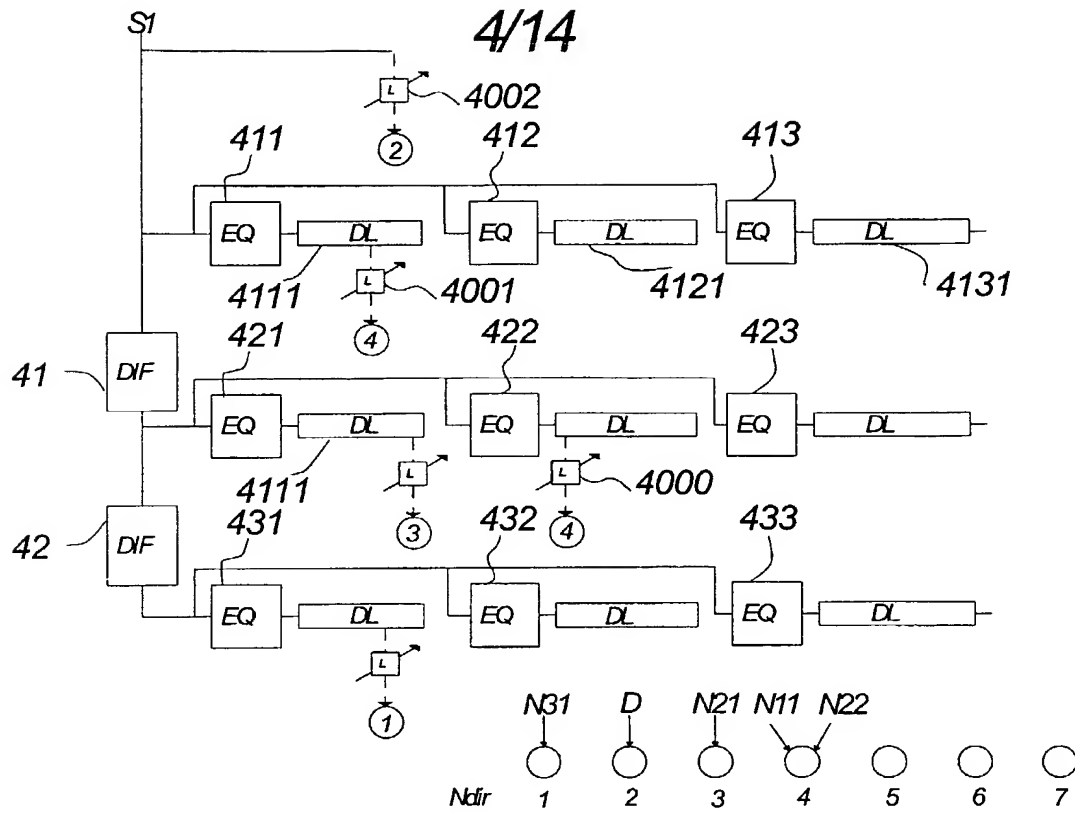 S1
4/14
L 4002
2
411 412 413
EQ DL EQ DL EQ DL
4111 L 4001 4121 4131
4
421 422 423
41 DIF
EQ DL EQ DL EQ DL
4111 L L 4000
3 4
431 432 433
42 DIF
EQ DL EQ DL EQ DL
L
1
N31 D N21 N11 N22
Ndir 1 2 3 4 5 6 7